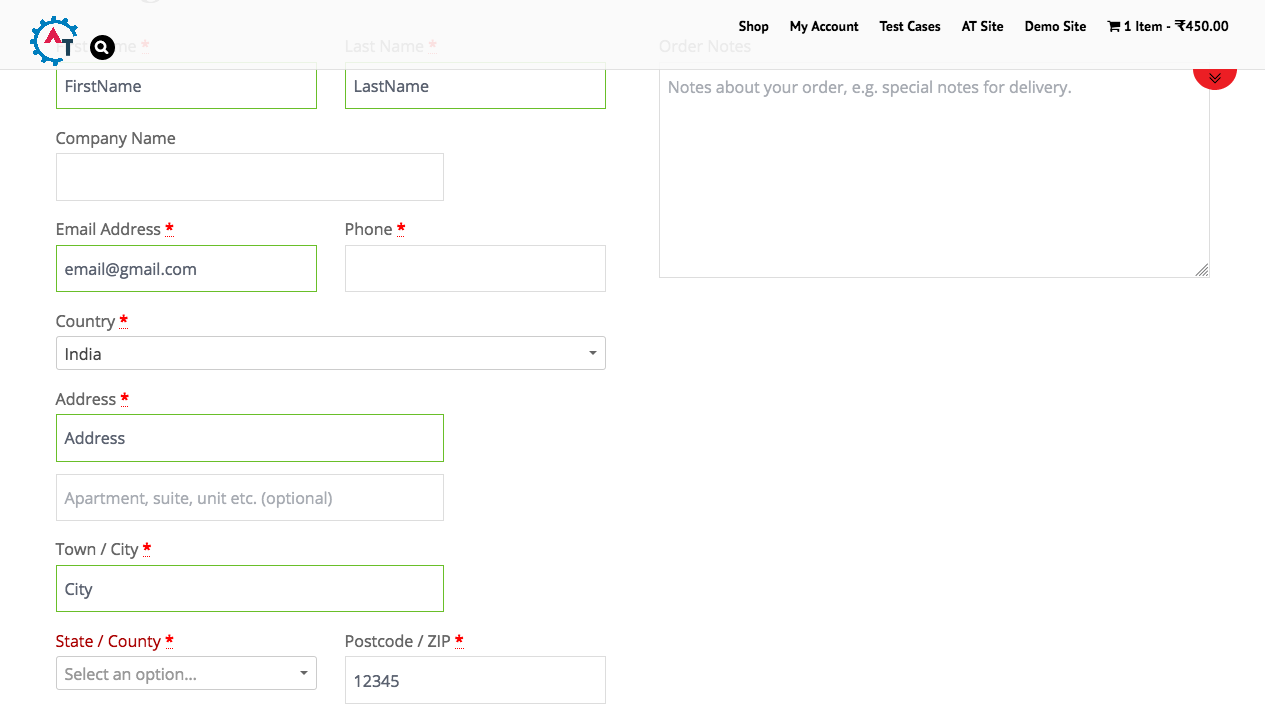 Shop My Account Test Cases AT Site Demo Site 1 Item - ₹450.00
AT
Name * Last Name * Order Notes
FirstName LastName Notes about your order, e.g. special notes for delivery.
Company Name
Email Address * Phone *
email@gmail.com
Country *
India
Address *
Address
Apartment, suite, unit etc. (optional)
Town / City *
City
State / County * Postcode / ZIP *
Select an option...
12345